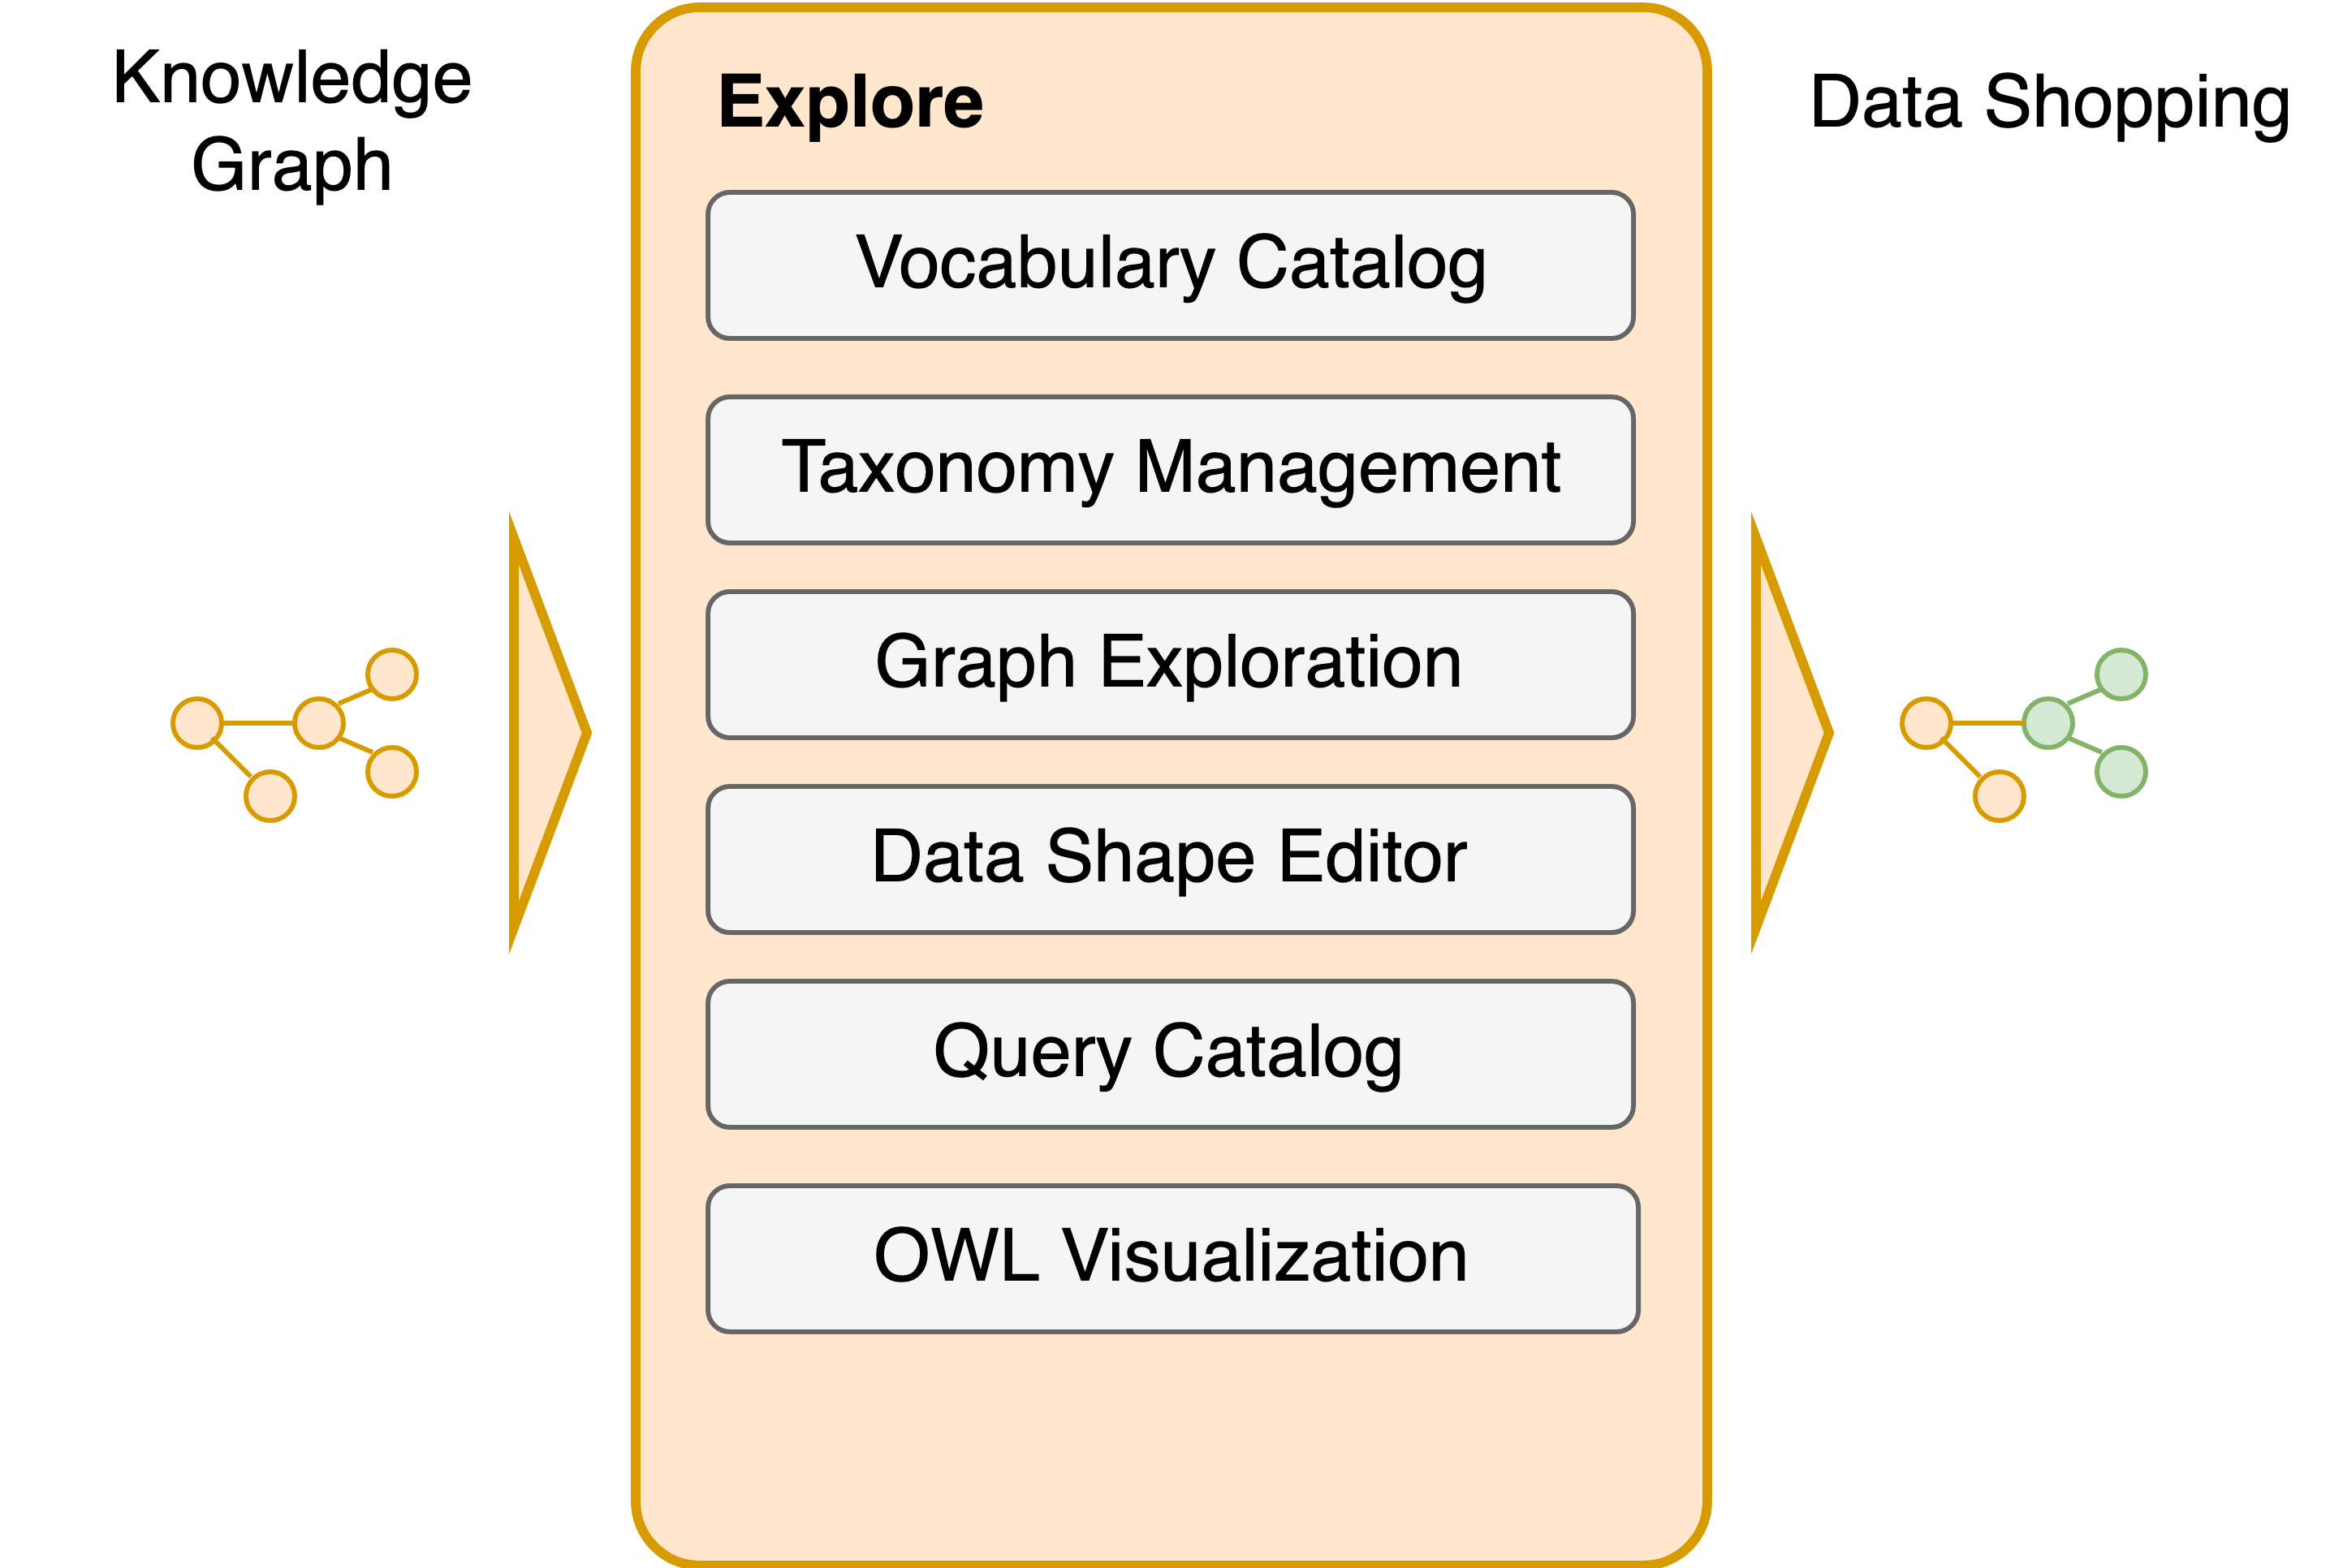 Knowledge
Graph
Explore
Vocabulary Catalog
Taxonomy Management
Graph Exploration
Data Shape Editor
Query Catalog
OWL Visualization
Data Shopping